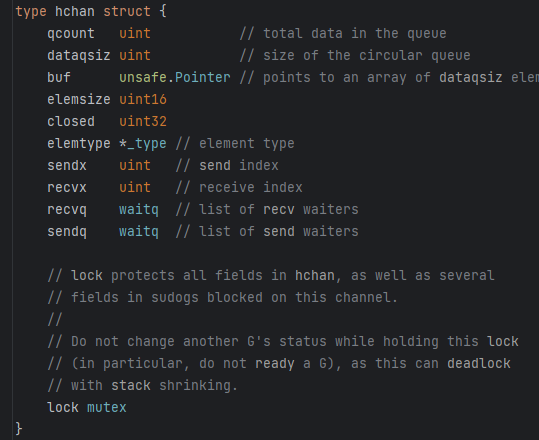 type hchan struct {
    qcount   uint           // total data in the queue
    dataqsiz uint           // size of the circular queue
    buf      unsafe.Pointer // points to an array of dataqsiz elem
    elemsize uint16
    closed   uint32
    elemtype *_type // element type
    sendx    uint   // send index
    recvx    uint   // receive index
    recvq    waitq  // list of recv waiters
    sendq    waitq  // list of send waiters

    // lock protects all fields in hchan, as well as several
    // fields in sudogs blocked on this channel.
    //
    // Do not change another G's status while holding this lock
    // (in particular, do not ready a G), as this can deadlock
    // with stack shrinking.
    lock mutex
}